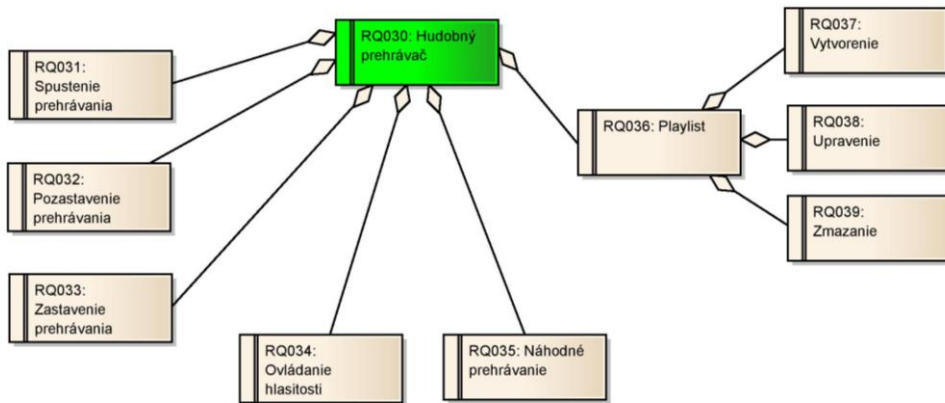 RQ030: Hudobný
prehrávač
RQ031:
Spustenie
prehrávania
RQ032:
Pozastavenie
prehrávania
RQ033:
Zastavenie
prehrávania
RQ034:
Ovládanie
hlasitosti
RQ035: Náhodné
prehrávanie
RQ036: Playlist
RQ037:
Vytvorenie
RQ038:
Upravenie
RQ039:
Zmazanie